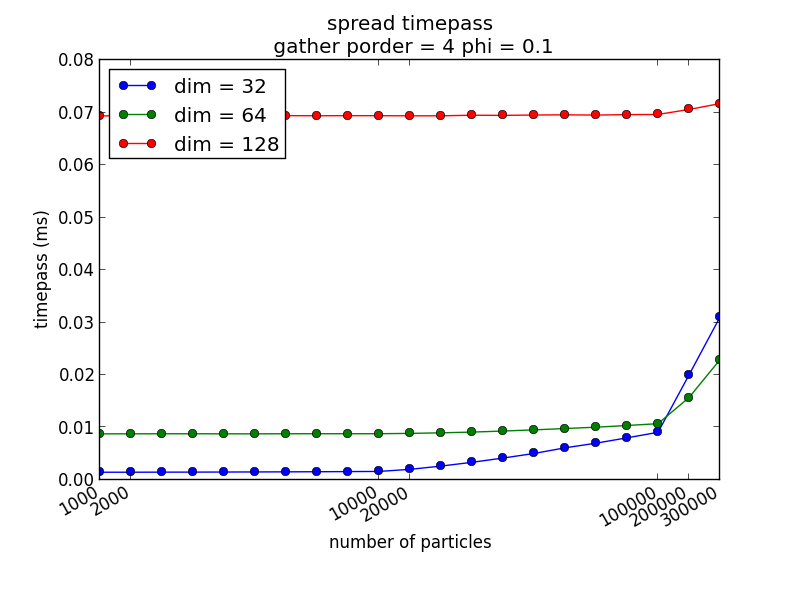 spread timepass
gather porder = 4 phi = 0.1
0.08
0.07
0.06
0.05
0.04
0.03
0.02
0.01
0.00
timepass (ms)
dim = 32
dim = 64
dim = 128
1000
2000
10000
20000
100000
200000
300000
number of particles